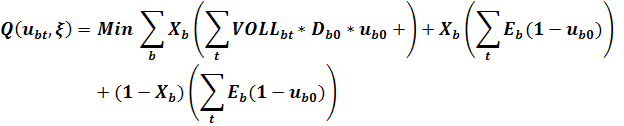 Q(u_bt, ξ) = Min ∑_b X_b (∑_t VOLL_bt * D_b0 * u_b0 +) + X_b (∑_t E_b(1 − u_b0))
+ (1 − X_b) (∑_t E_b(1 − u_b0))